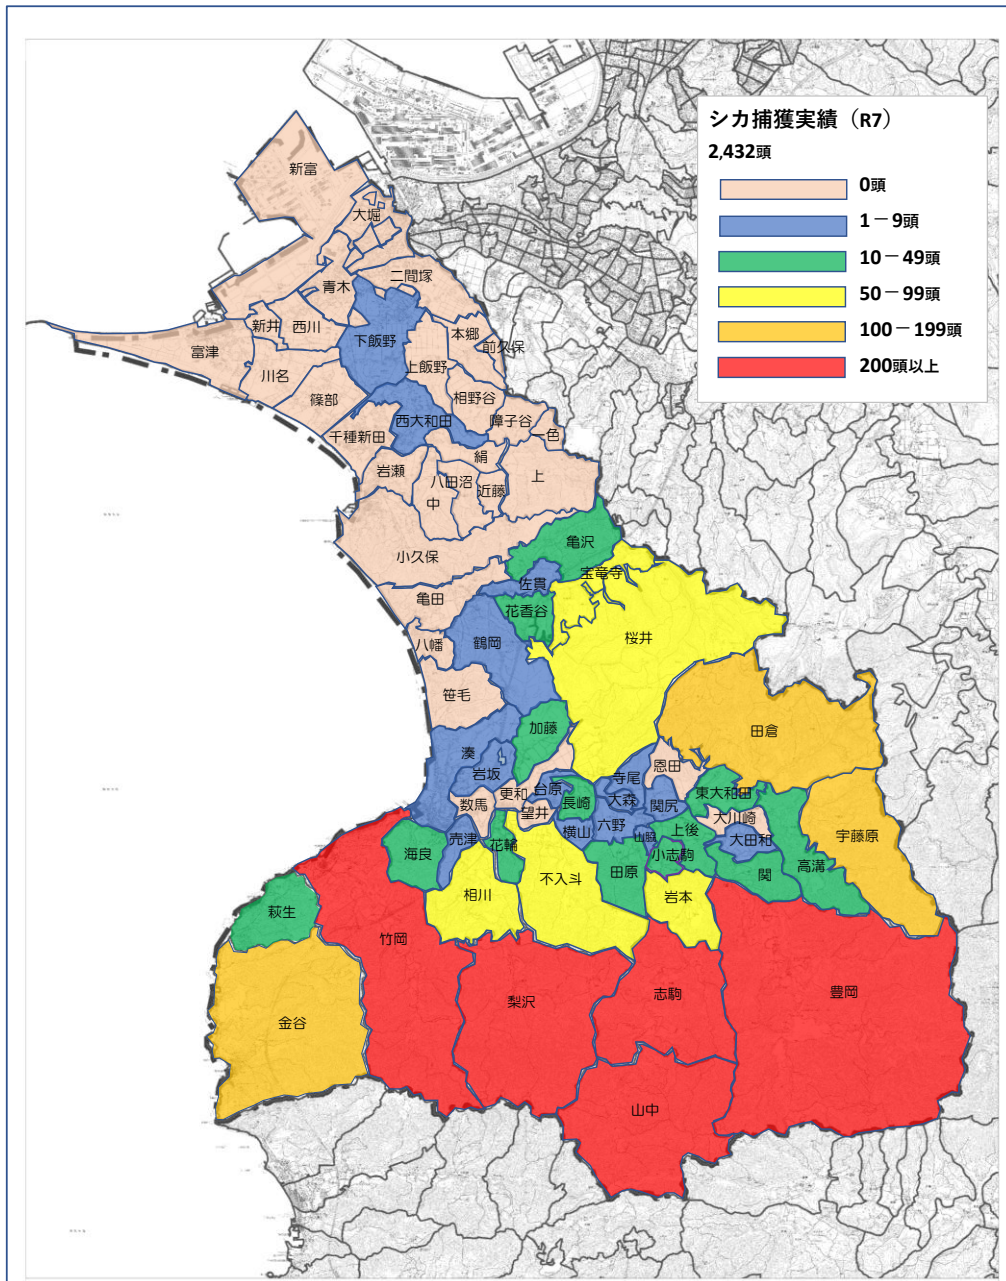 シカ捕獲実績（R7）
2,432頭
0頭
1－9頭
10－49頭
50－99頭
100－199頭
200頭以上
新富
大堀
二間塚
青木
新井
西川
富津
川名
篠部
下飯野
上飯野
本郷
前久保
相野谷
西大和田
障子谷
一色
千種新田
絹
岩瀬
八田沼
近藤
上
中
小久保
亀沢
宝竜寺
佐貫
亀田
花香谷
桜井
八幡
鶴岡
笹毛
加藤
田倉
湊
岩坂
恩田
寺尾
台原
更和
数馬
望井
長崎
大森
関尻
東大和田
大川崎
宇藤原
横山
六野
山脇
上後
大田和
売津
花輪
海良
小志駒
高溝
関
田原
不入斗
相川
岩本
萩生
竹岡
梨沢
志駒
豊岡
金谷
山中